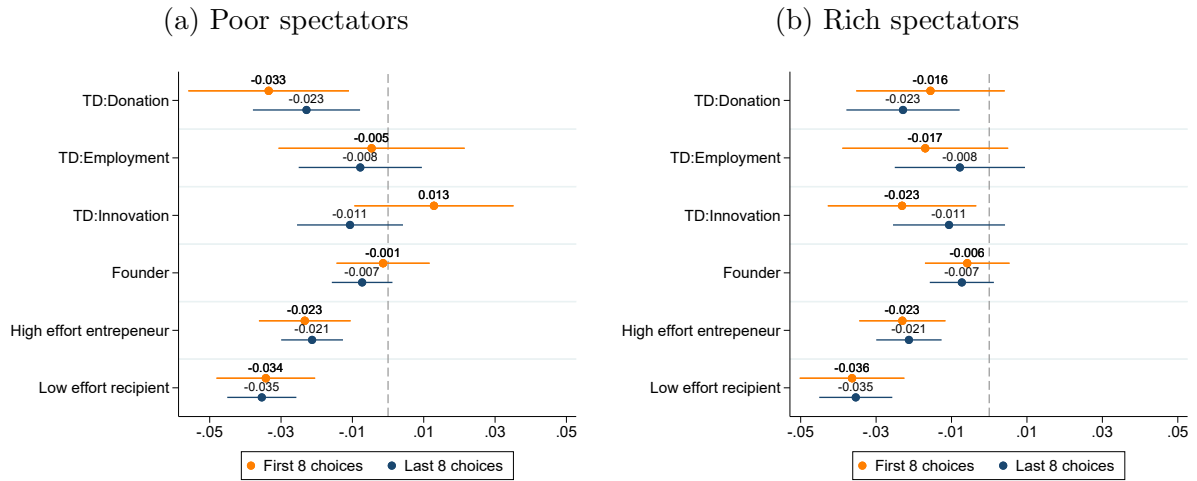 (a) Poor spectators
TD:Donation
-0.033
-0.023
TD:Employment
-0.005
-0.008
TD:Innovation
0.013
-0.011
Founder
-0.001
-0.007
High effort entrepeneur
-0.023
-0.021
Low effort recipient
-0.034
-0.035
-.05 -.03 -.01 .01 .03 .05
First 8 choices Last 8 choices
(b) Rich spectators
TD:Donation
-0.016
-0.023
TD:Employment
-0.017
-0.008
TD:Innovation
-0.023
-0.011
Founder
-0.006
-0.007
High effort entrepeneur
-0.023
-0.021
Low effort recipient
-0.036
-0.035
-.05 -.03 -.01 .01 .03 .05
First 8 choices Last 8 choices